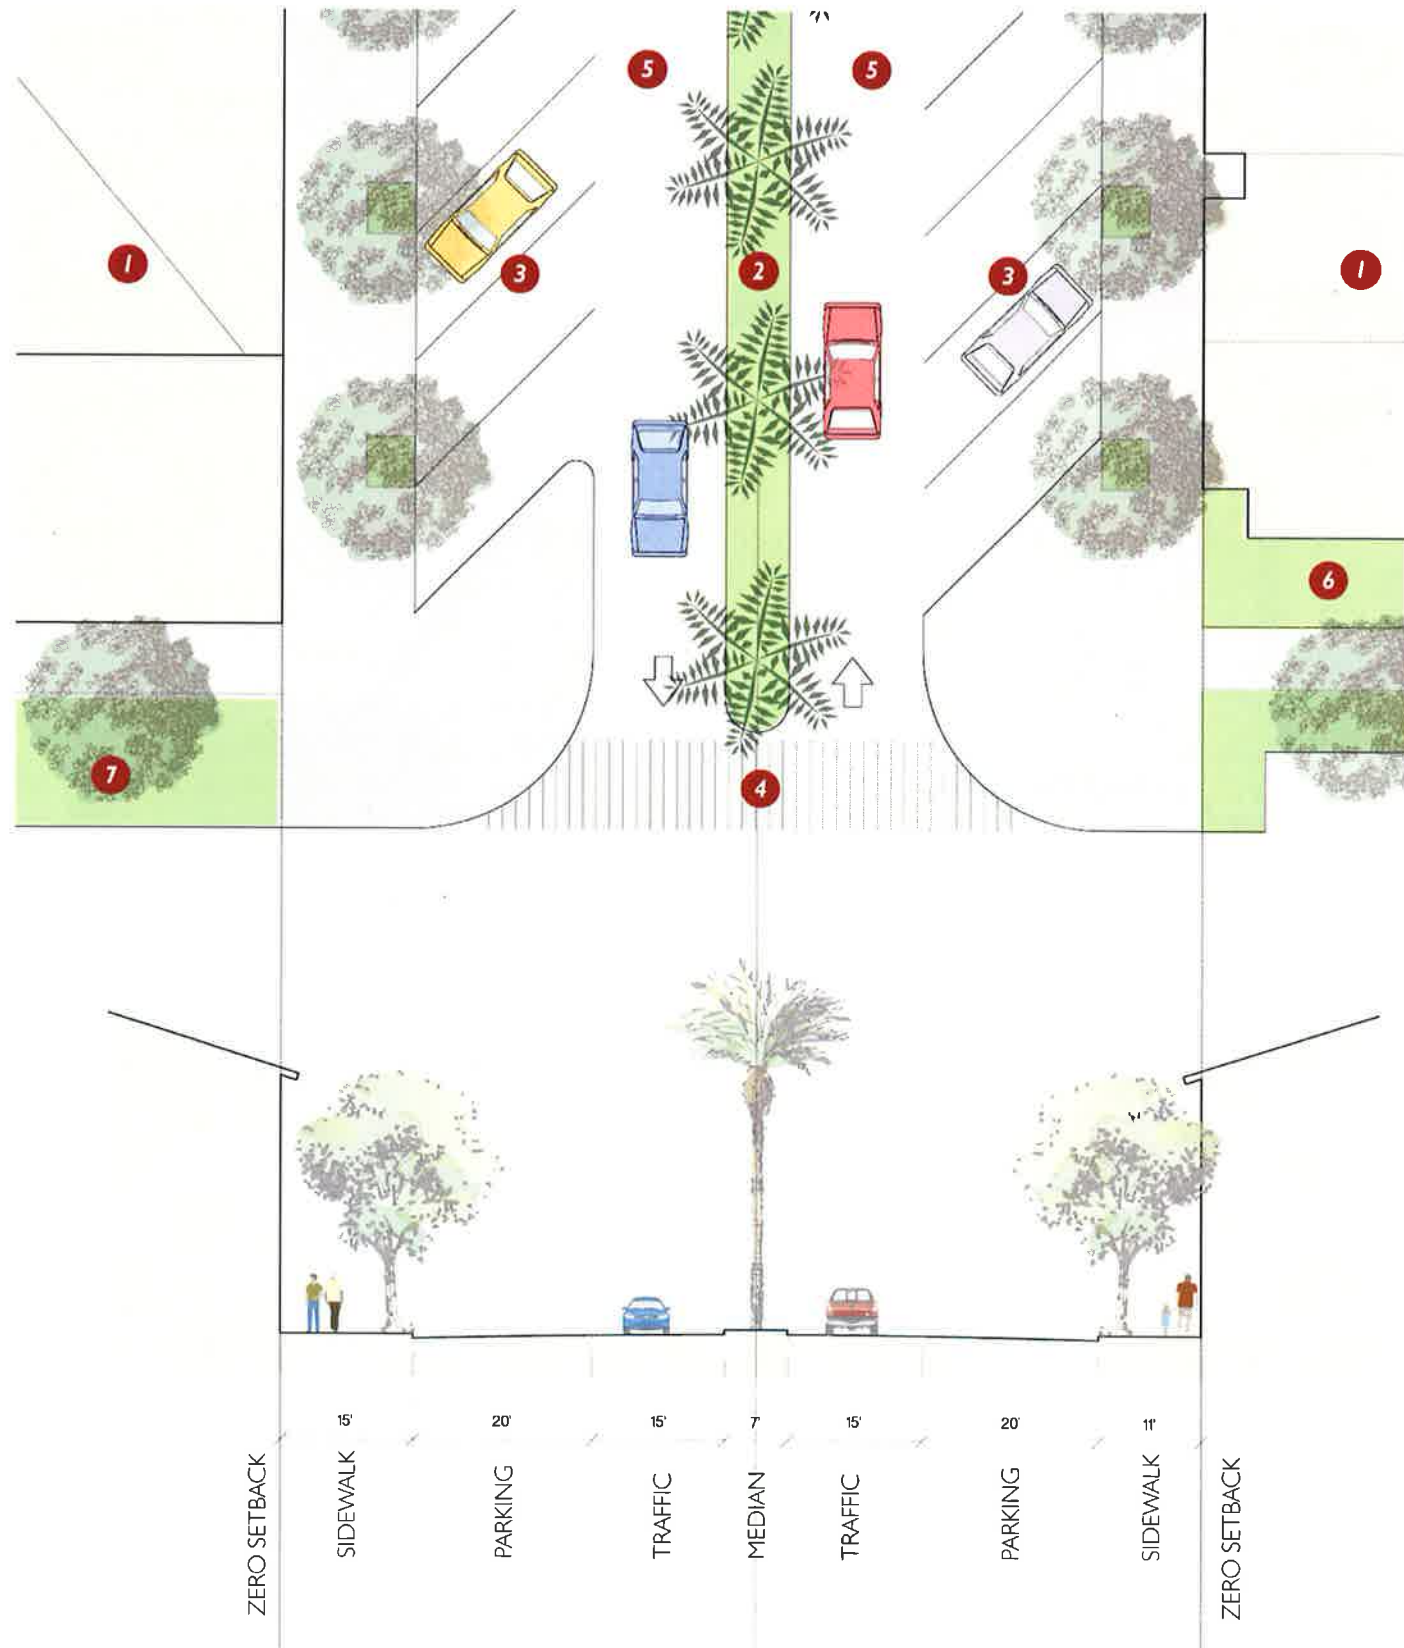 5
5
3
2
3
1
1
6
7
4
15'
20'
15'
7'
15'
20'
11'
ZERO SETBACK
SIDEWALK
PARKING
TRAFFIC
MEDIAN
TRAFFIC
PARKING
SIDEWALK
ZERO SETBACK